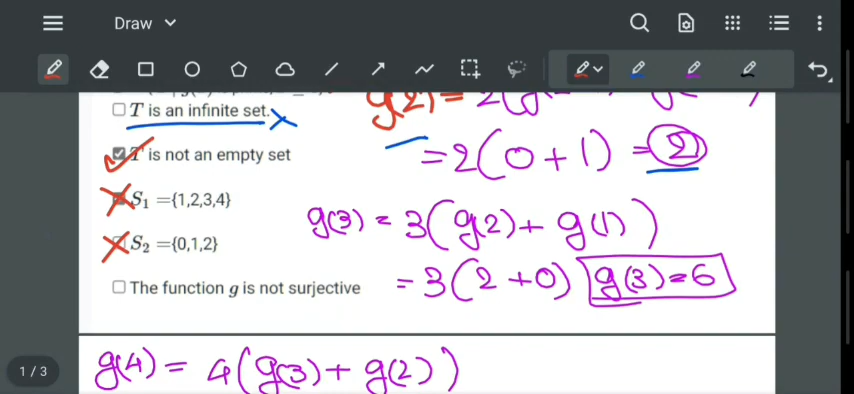 Draw
T is an infinite set.
g(2) = 2(g
= 2(0+1) = 2
T is not an empty set
S₁ ={1,2,3,4}
g(3) = 3(g(2)+ g(1))
S₂ ={0,1,2}
= 3(2+0) g(3)=6
The function g is not surjective
g(4) = 4(g(3)+ g(2))
1 / 3